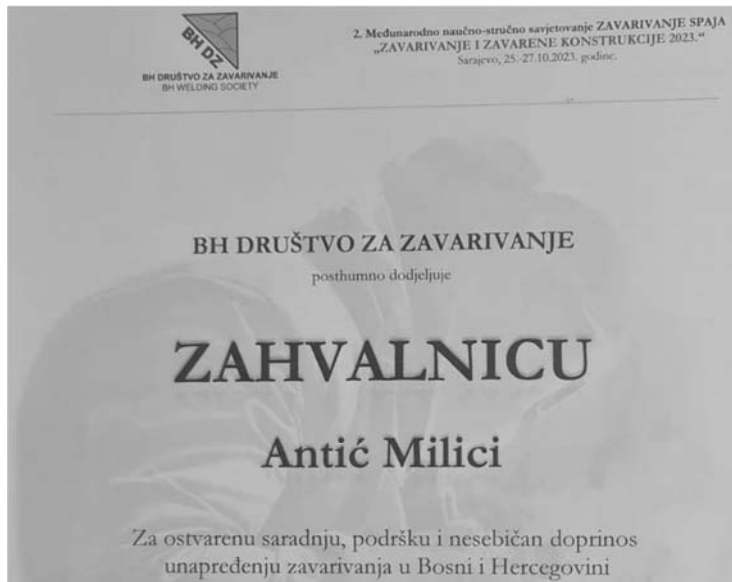 BH DZ
BH DRUŠTVO ZA ZAVARIVANJE
BH WELDING SOCIETY
2. Međunarodno naučno-stručno savjetovanje ZAVARIVANJE SPAJA
„ZAVARIVANJE I ZAVARENE KONSTRUKCIJE 2023.“
Sarajevo, 25.-27.10.2023. godine.
BH DRUŠTVO ZA ZAVARIVANJE
posthumno dodjeljuje
ZAHVALNICU
Antić Milici
Za ostvarenu saradnju, podršku i nesebičan doprinos
unapređenju zavarivanja u Bosni i Hercegovini